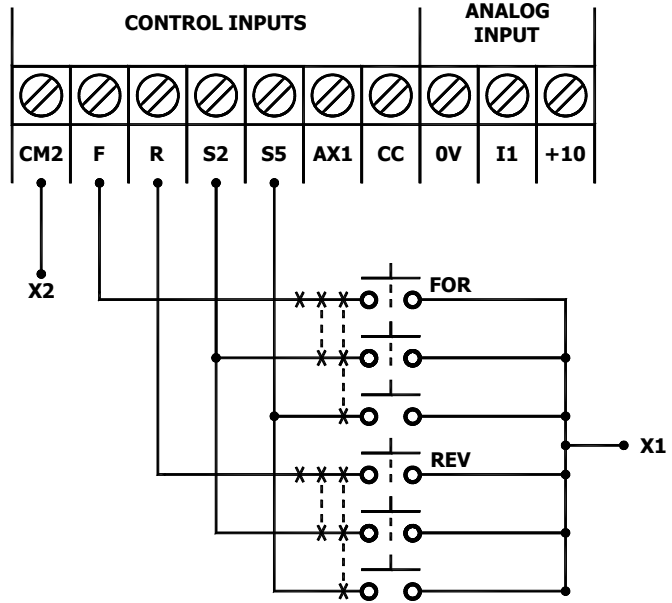 CONTROL INPUTS
ANALOG
INPUT
CM2 F R S2 S5 AX1 CC 0V I1 +10
X2
FOR
X1
REV